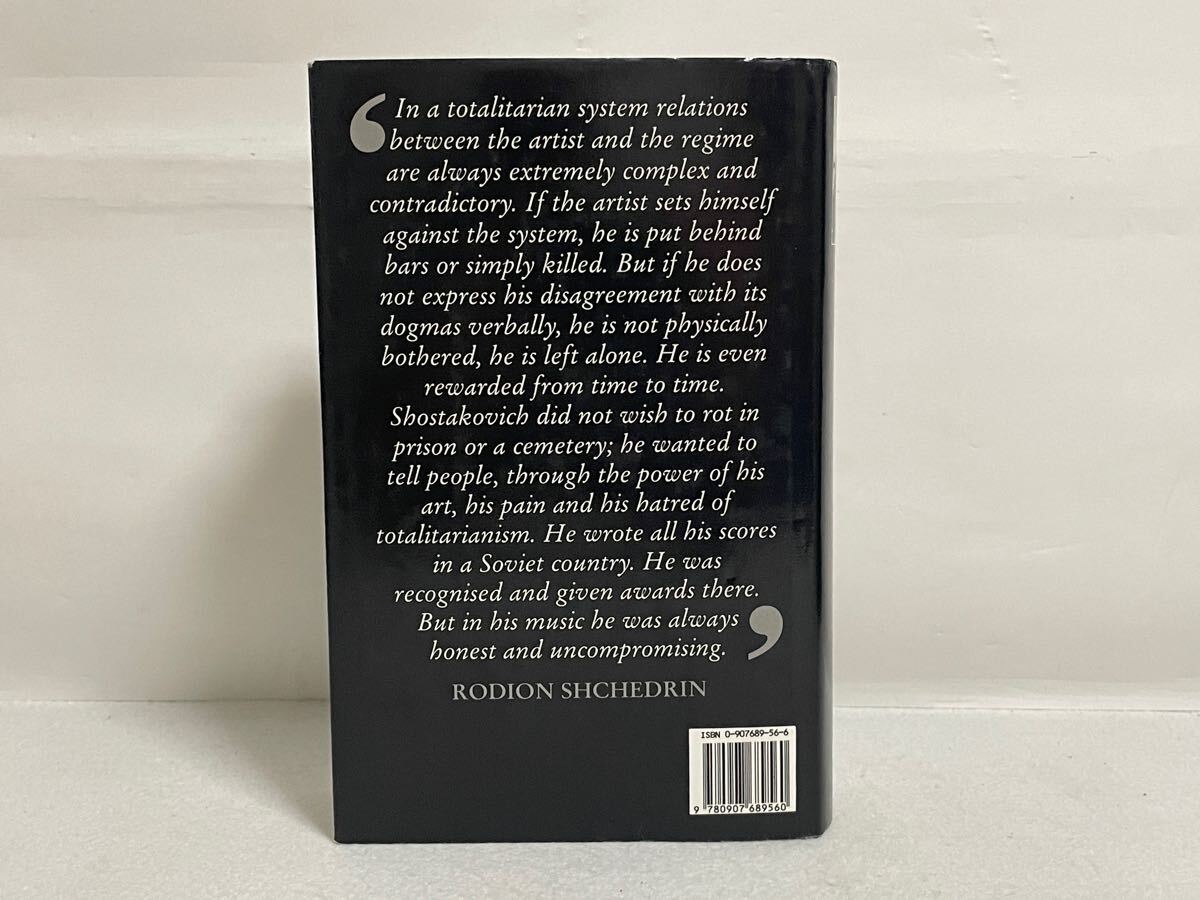 ‘In a totalitarian system relations
between the artist and the regime
are always extremely complex and
contradictory. If the artist sets himself
against the system, he is put behind
bars or simply killed. But if he does
not express his disagreement with its
dogmas verbally, he is not physically
bothered, he is left alone. He is even
rewarded from time to time.
Shostakovich did not wish to rot in
prison or a cemetery; he wanted to
tell people, through the power of his
art, his pain and his hatred of
totalitarianism. He wrote all his scores
in a Soviet country. He was
recognised and given awards there.
But in his music he was always
honest and uncompromising.’
RODION SHCHEDRIN
ISBN 0-907689-56-6
9 780907 689560